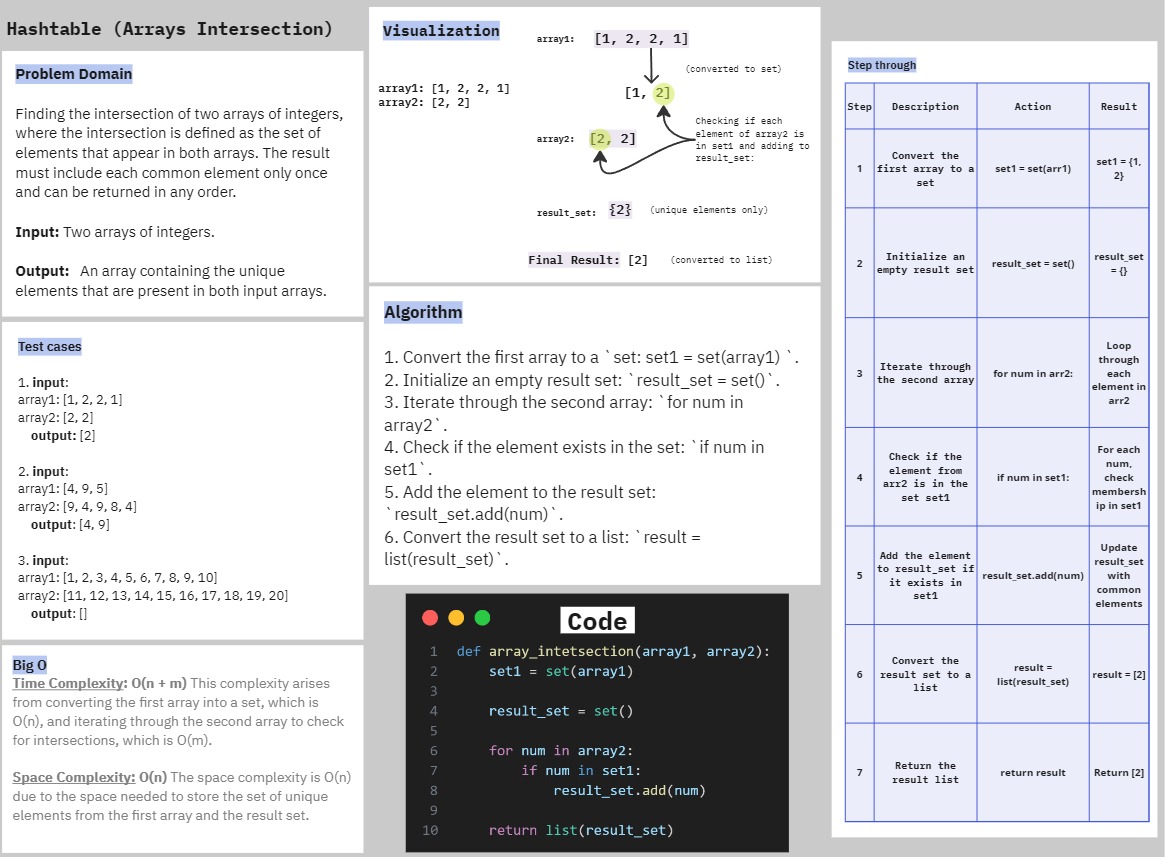 Hashtable (Arrays Intersection)
Problem Domain
Finding the intersection of two arrays of integers,
where the intersection is defined as the set of
elements that appear in both arrays. The result
must include each common element only once
and can be returned in any order.
Input: Two arrays of integers.
Output: An array containing the unique
elements that are present in both input arrays.
Test cases
1. input:
array1: [1, 2, 2, 1]
array2: [2, 2]
output: [2]
2. input:
array1: [4, 9, 5]
array2: [9, 4, 9, 8, 4]
output: [4, 9]
3. input:
array1: [1, 2, 3, 4, 5, 6, 7, 8, 9, 10]
array2: [11, 12, 13, 14, 15, 16, 17, 18, 19, 20]
output: []
Big O
Time Complexity: O(n + m) This complexity arises
from converting the first array into a set, which is
O(n), and iterating through the second array to check
for intersections, which is O(m).
Space Complexity: O(n) The space complexity is O(n)
due to the space needed to store the set of unique
elements from the first array and the result set.
Visualization
array1: [1, 2, 2, 1]
array2: [2, 2]
array1: [1, 2, 2, 1]
(converted to set)
[1, 2]
Checking if each
element of array2 is
in set1 and adding to
result_set:
array2: [2, 2]
result_set: {2} (unique elements only)
Final Result: [2] (converted to list)
Algorithm
1. Convert the first array to a `set: set1 = set(array1) `.
2. Initialize an empty result set: `result_set = set()`.
3. Iterate through the second array: `for num in
array2`.
4. Check if the element exists in the set: `if num in
set1`.
5. Add the element to the result set:
`result_set.add(num)`.
6. Convert the result set to a list: `result =
list(result_set)`.
Code
1 def array_intetsection(array1, array2):
2 set1 = set(array1)
3
4 result_set = set()
5
6 for num in array2:
7 if num in set1:
8 result_set.add(num)
9
10 return list(result_set)
Step through
Step Description Action Result
1
Convert the
first array to a
set
set1 = set(arr1)
set1 = {1,
2}
2
Initialize an
empty result set
result_set = set()
result_set
= {}
3
Iterate through
the second array
for num in arr2:
Loop
through
each
element in
arr2
4
Check if the
element from
arr2 is in the
set set1
if num in set1:
For each
num,
check
membersh
ip in set1
5
Add the element
to result_set if
it exists in
set1
result_set.add(num)
Update
result_set
with
common
elements
6
Convert the
result set to a
list
result =
list(result_set)
result = [2]
7
Return the
result list
return result
Return [2]